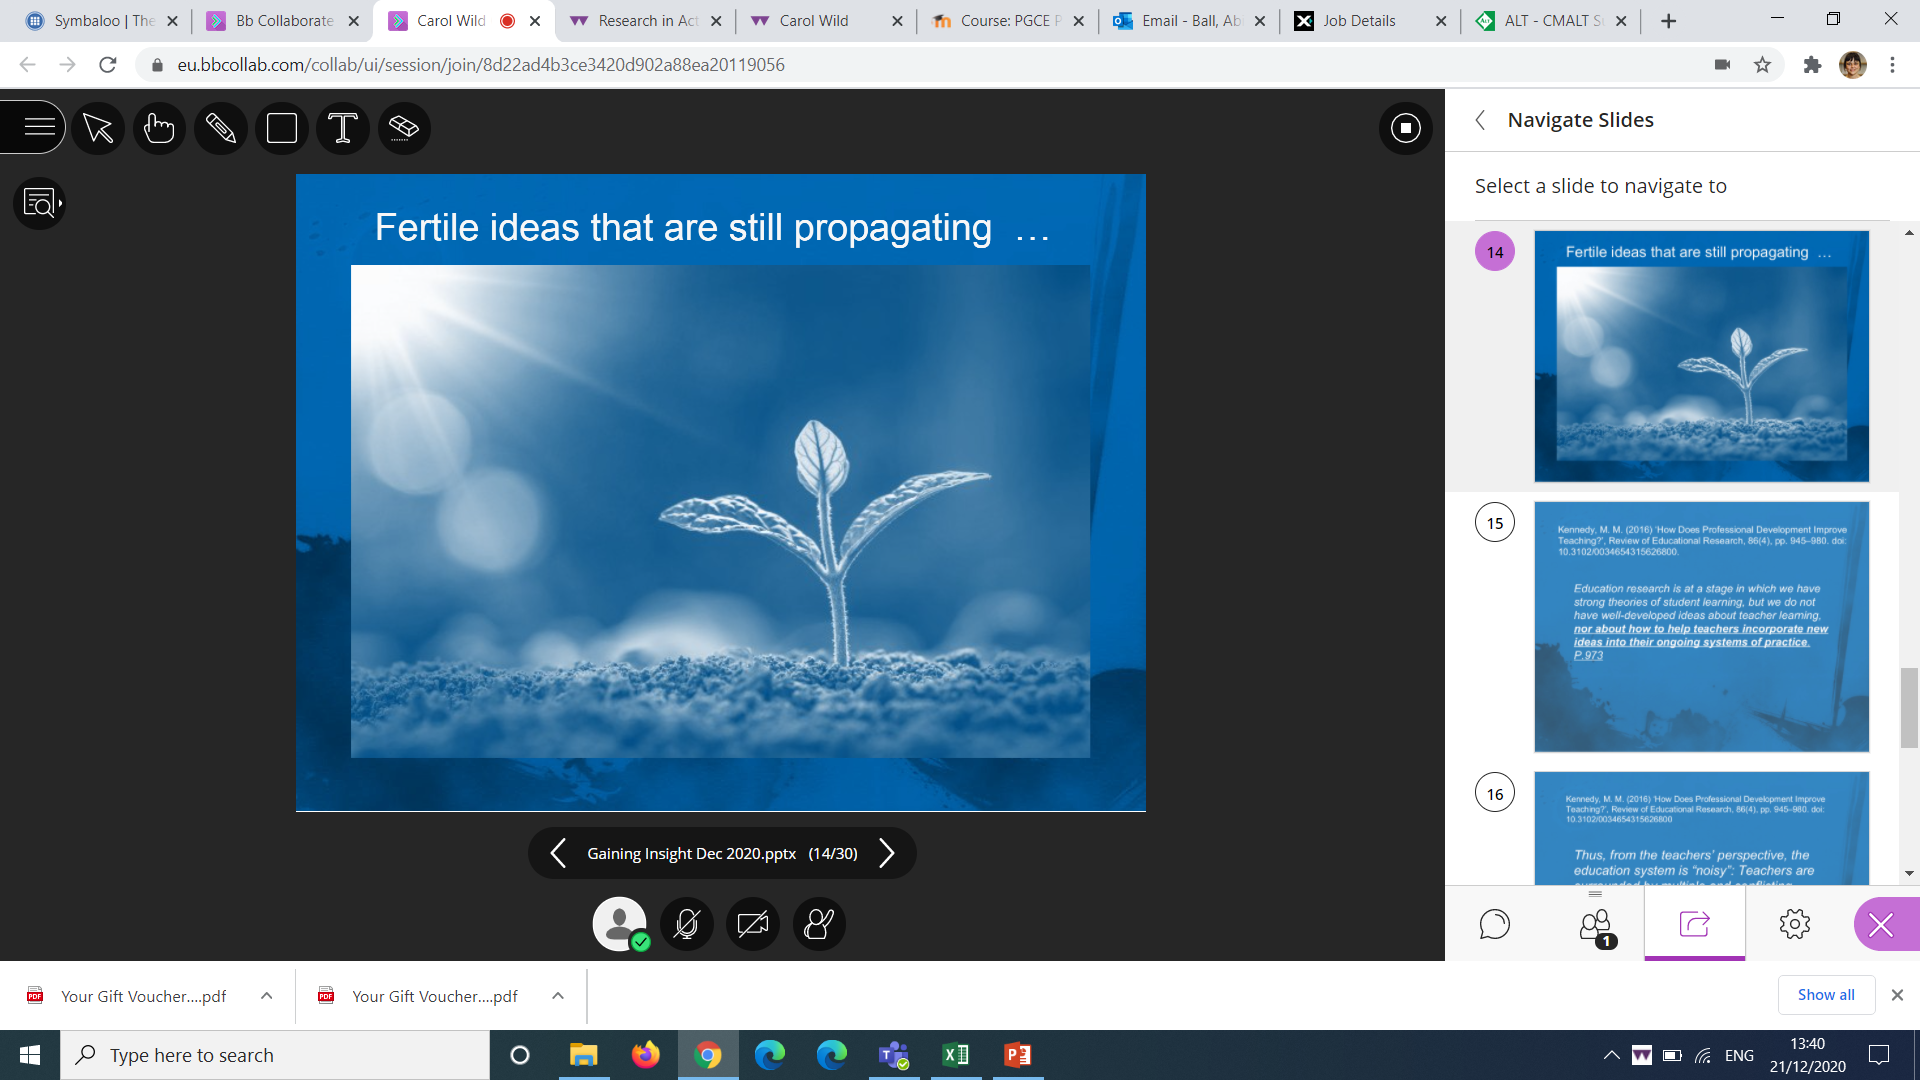 Symbaloo | The
Bb Collaborate
Carol Wild
Research in Act
Carol Wild
Course: PGCE P
Email - Ball, Abi
Job Details
ALT - CMALT Su
eu.bbcollab.com/collab/ui/session/join/8d22ad4b3ce3420d902a88ea20119056
Navigate Slides
Select a slide to navigate to
Fertile ideas that are still propagating ...
14
Fertile ideas that are still propagating ...
15
Kennedy, M. M. (2016) 'How Does Professional Development Improve
Teaching?', Review of Educational Research, 86(4), pp. 945–980. doi:
10.3102/0034654315626800.
Education research is at a stage in which we have
strong theories of student learning, but we do not
have well-developed ideas about teacher learning,
nor about how to help teachers incorporate new
ideas into their ongoing systems of practice.
P.973
16
Kennedy, M. M. (2016) 'How Does Professional Development Improve
Teaching?', Review of Educational Research, 86(4), pp. 945–980. doi:
10.3102/0034654315626800
Thus, from the teachers' perspective, the
education system is "noisy": Teachers are
Gaining Insight Dec 2020.pptx (14/30)
1
PDF
Your Gift Voucher....pdf
PDF
Your Gift Voucher....pdf
Show all
Type here to search
ENG
13:40
21/12/2020